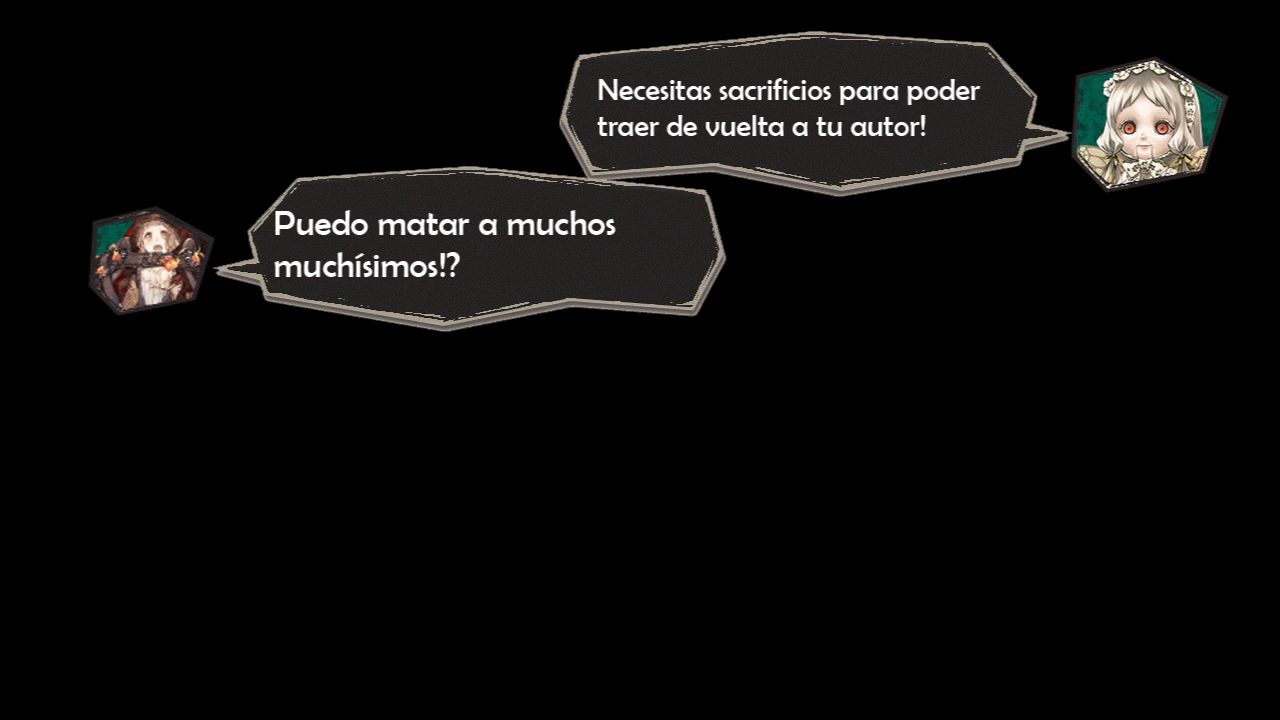 Necesitas sacrificios para poder
traer de vuelta a tu autor!
Puedo matar a muchos
muchísimos!?